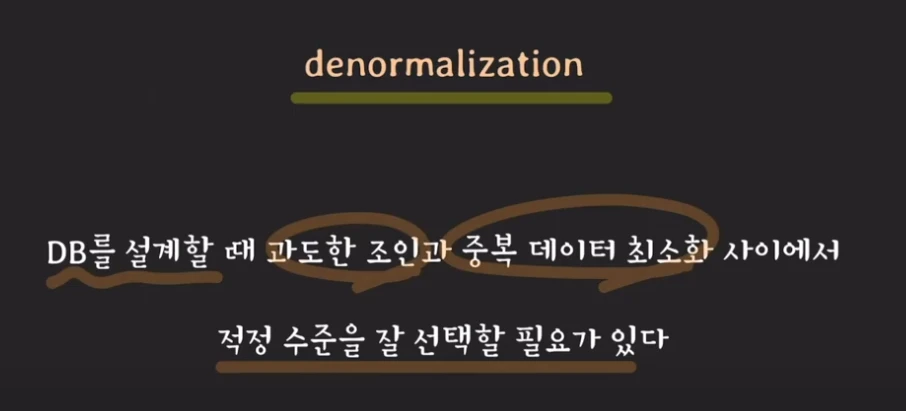 denormalization
DB를 설계할 때 과도한 조인과 중복 데이터 최소화 사이에서
적정 수준을 잘 선택할 필요가 있다